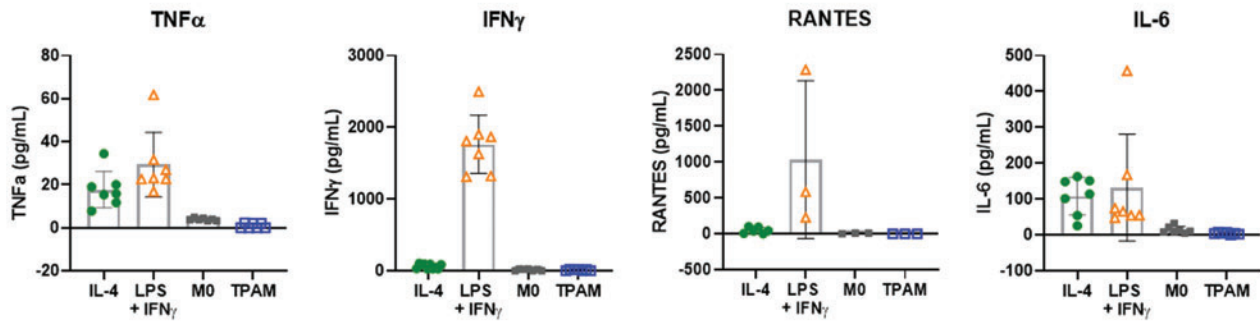 TNFα
80
60
40
20
0
-20
TNFa (pg/mL)
IL-4 LPS M0 TPAM
+ IFNγ
IFNγ
3000
2000
1000
0
IFNγ (pg/mL)
IL-4 LPS M0 TPAM
+ IFNγ
RANTES
2500
2000
1500
1000
500
0
-500
RANTES (pg/mL)
IL-4 LPS M0 TPAM
+ IFNγ
IL-6
500
400
300
200
100
0
-100
IL-6 (pg/mL)
IL-4 LPS M0 TPAM
+ IFNγ